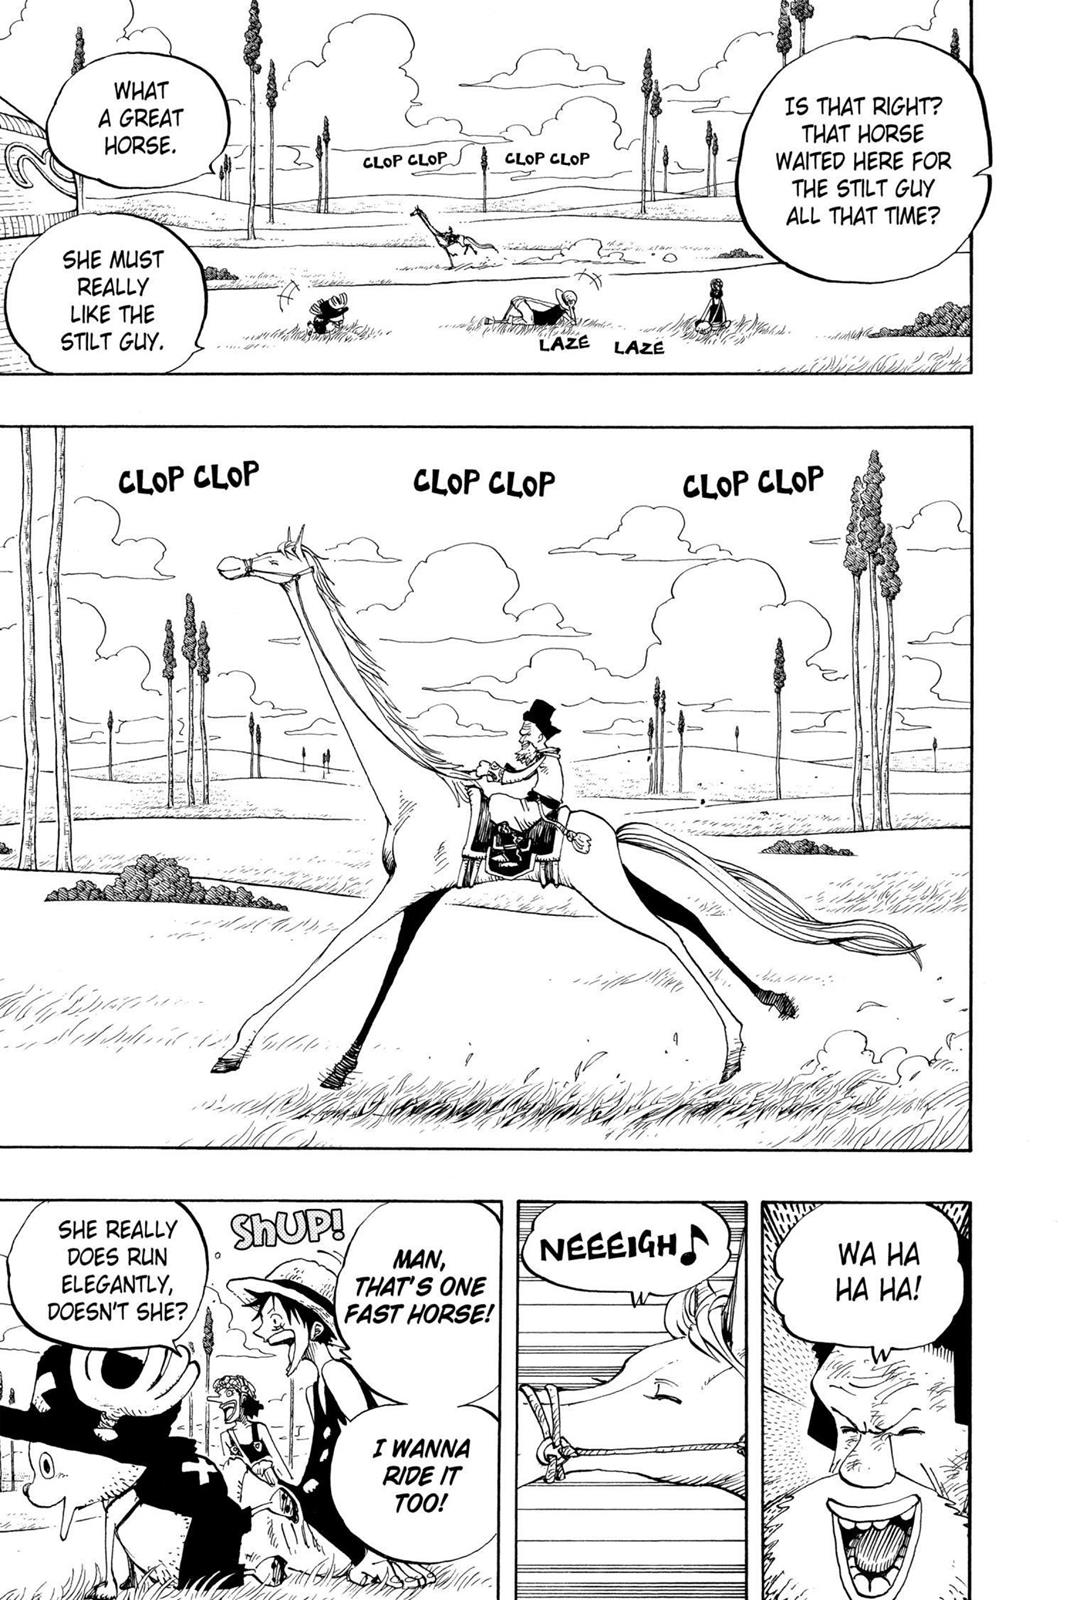 IS THAT RIGHT?
THAT HORSE
WAITED HERE FOR
THE STILT GUY
ALL THAT TIME?
CLOP CLOP
CLOP CLOP
WHAT
A GREAT
HORSE.
SHE MUST
REALLY
LIKE THE
STILT GUY.
LAZE
LAZE
CLOP CLOP
CLOP CLOP
CLOP CLOP
WA HA
HA HA!
NEEEIGH♪
ShUP!
MAN,
THAT'S ONE
FAST HORSE!
I WANNA
RIDE IT
TOO!
SHE REALLY
DOES RUN
ELEGANTLY,
DOESN'T SHE?